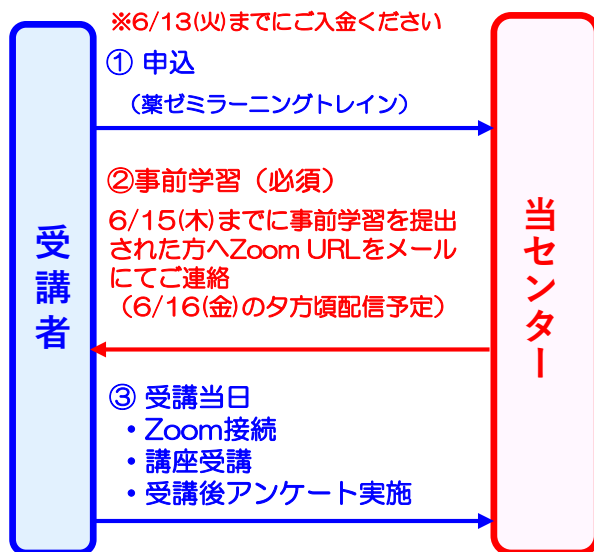 ※6/13(火)までにご入金ください
① 申込
（薬ゼミラーニングトレイン）
②事前学習（必須）
6/15(木)までに事前学習を提出
された方へZoom URLをメール
にてご連絡
（6/16(金)の夕方頃配信予定）
③ 受講当日
・Zoom接続
・講座受講
・受講後アンケート実施
受講者
当センター